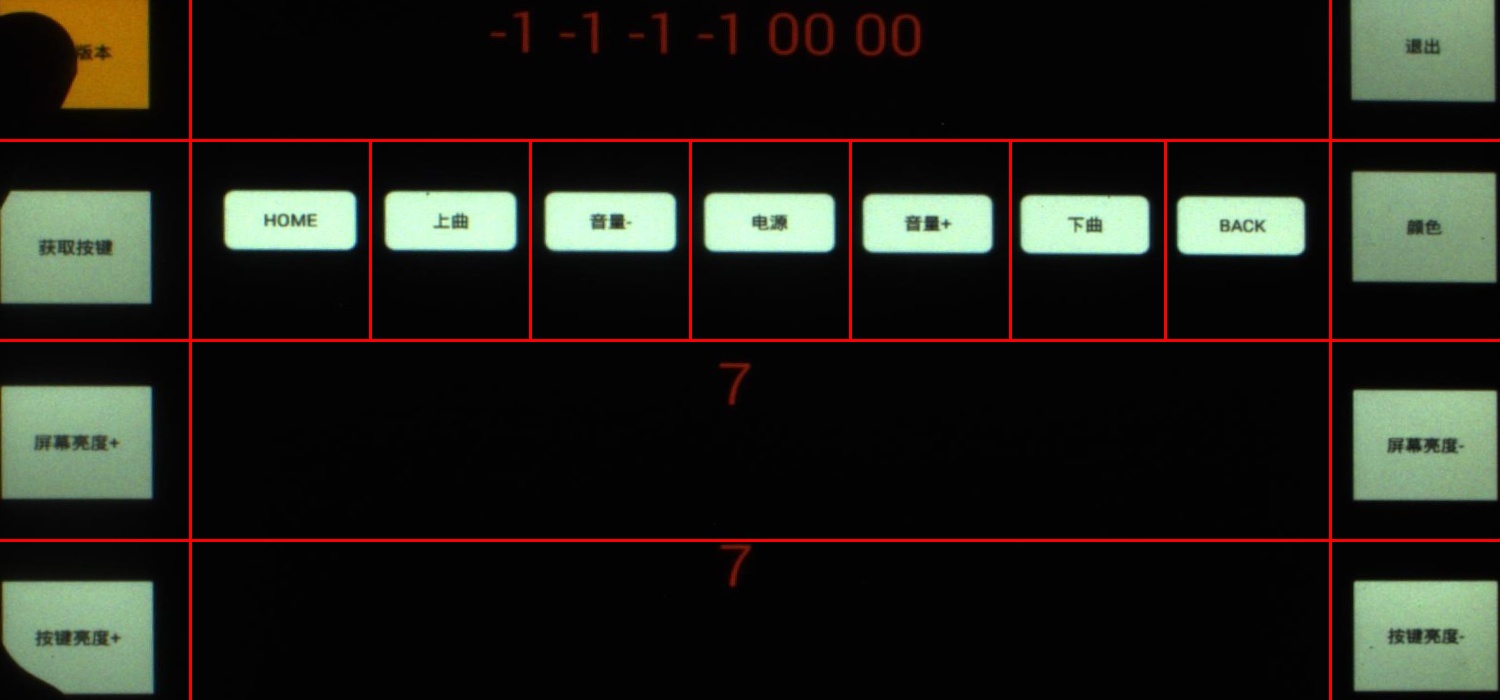 版本
-1 -1 -1 -1 00 00
退出
获取按键
HOME
上曲
音量-
电源
音量+
下曲
BACK
颜色
7
屏幕亮度+
屏幕亮度-
7
按键亮度+
按键亮度-